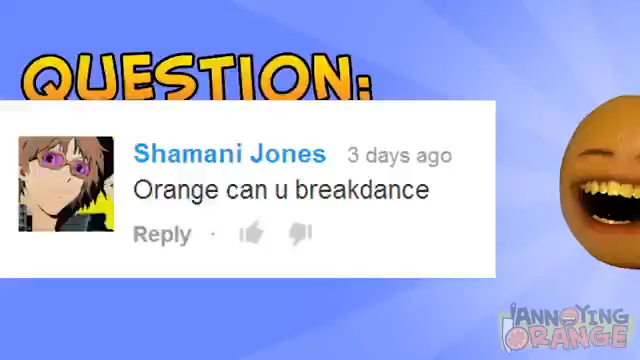 QUESTION:
Shamani Jones 3 days ago
Orange can u breakdance
Reply ·
ANNOYING
ORANGE